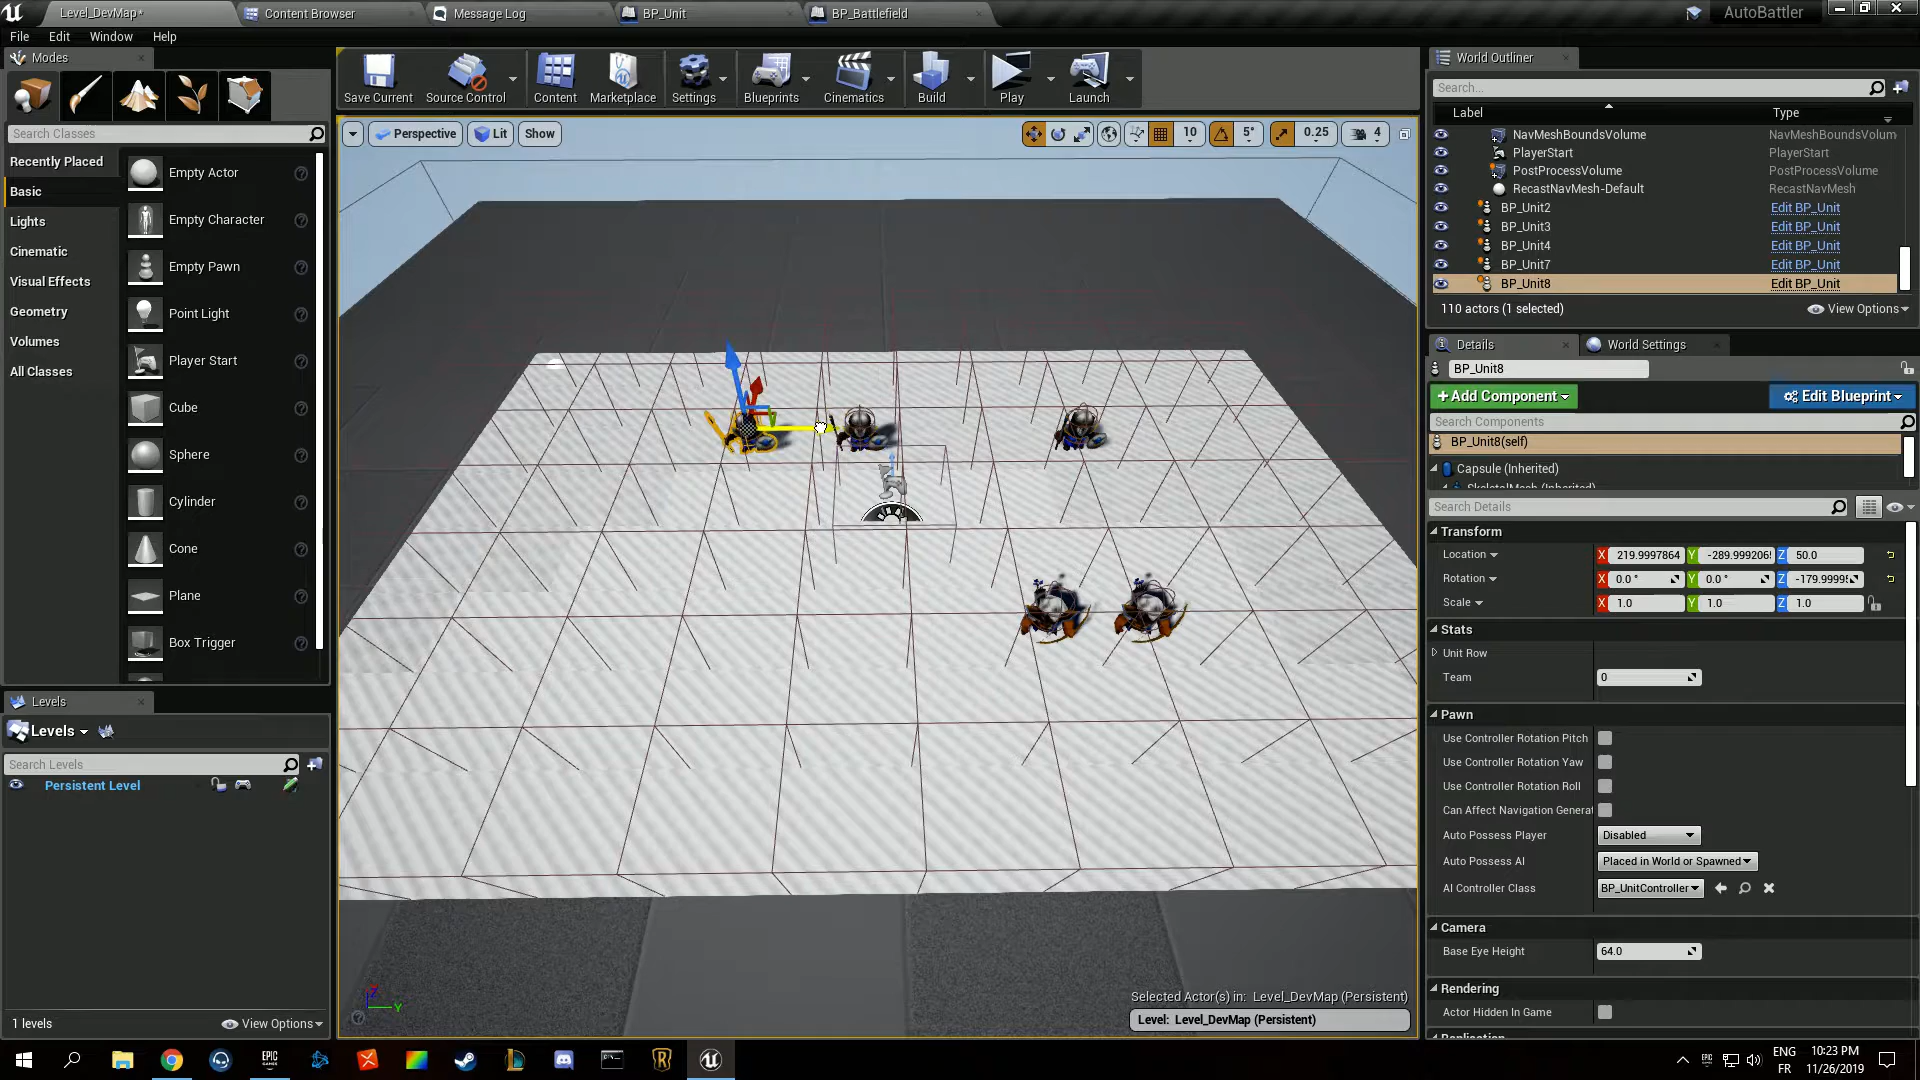 Level_DevMap*
Content Browser
Message Log
BP_Unit
BP_Battlefield
AutoBattler
File Edit Window Help
Modes
Search Classes
Recently Placed
Basic
Lights
Cinematic
Visual Effects
Geometry
Volumes
All Classes
Empty Actor
Empty Character
Empty Pawn
Point Light
Player Start
Cube
Sphere
Cylinder
Cone
Plane
Box Trigger
Levels
Levels
Search Levels
Persistent Level
1 levels
View Options
Save Current
Source Control
Content
Marketplace
Settings
Blueprints
Cinematics
Build
Play
Launch
Perspective
Lit
Show
10
5°
0.25
4
Selected Actor(s) in: Level_DevMap (Persistent)
Level: Level_DevMap (Persistent)
World Outliner
Search...
Label Type
NavMeshBoundsVolume NavMeshBoundsVolum
PlayerStart PlayerStart
PostProcessVolume PostProcessVolume
RecastNavMesh-Default RecastNavMesh
BP_Unit2 Edit BP_Unit
BP_Unit3 Edit BP_Unit
BP_Unit4 Edit BP_Unit
BP_Unit7 Edit BP_Unit
BP_Unit8 Edit BP_Unit
110 actors (1 selected)
View Options
Details
World Settings
BP_Unit8
+Add Component
Edit Blueprint
Search Components
BP_Unit8(self)
Capsule (Inherited)
Search Details
Transform
Location X 219.9997864 Y -289.999206 Z 50.0
Rotation X 0.0 ° Y 0.0 ° Z -179.9999
Scale X 1.0 Y 1.0 Z 1.0
Stats
Unit Row
Team 0
Pawn
Use Controller Rotation Pitch
Use Controller Rotation Yaw
Use Controller Rotation Roll
Can Affect Navigation Generat
Auto Possess Player Disabled
Auto Possess AI Placed in World or Spawned
AI Controller Class BP_UnitController
Camera
Base Eye Height 64.0
Rendering
Actor Hidden In Game
ENG
FR
10:23 PM
11/26/2019